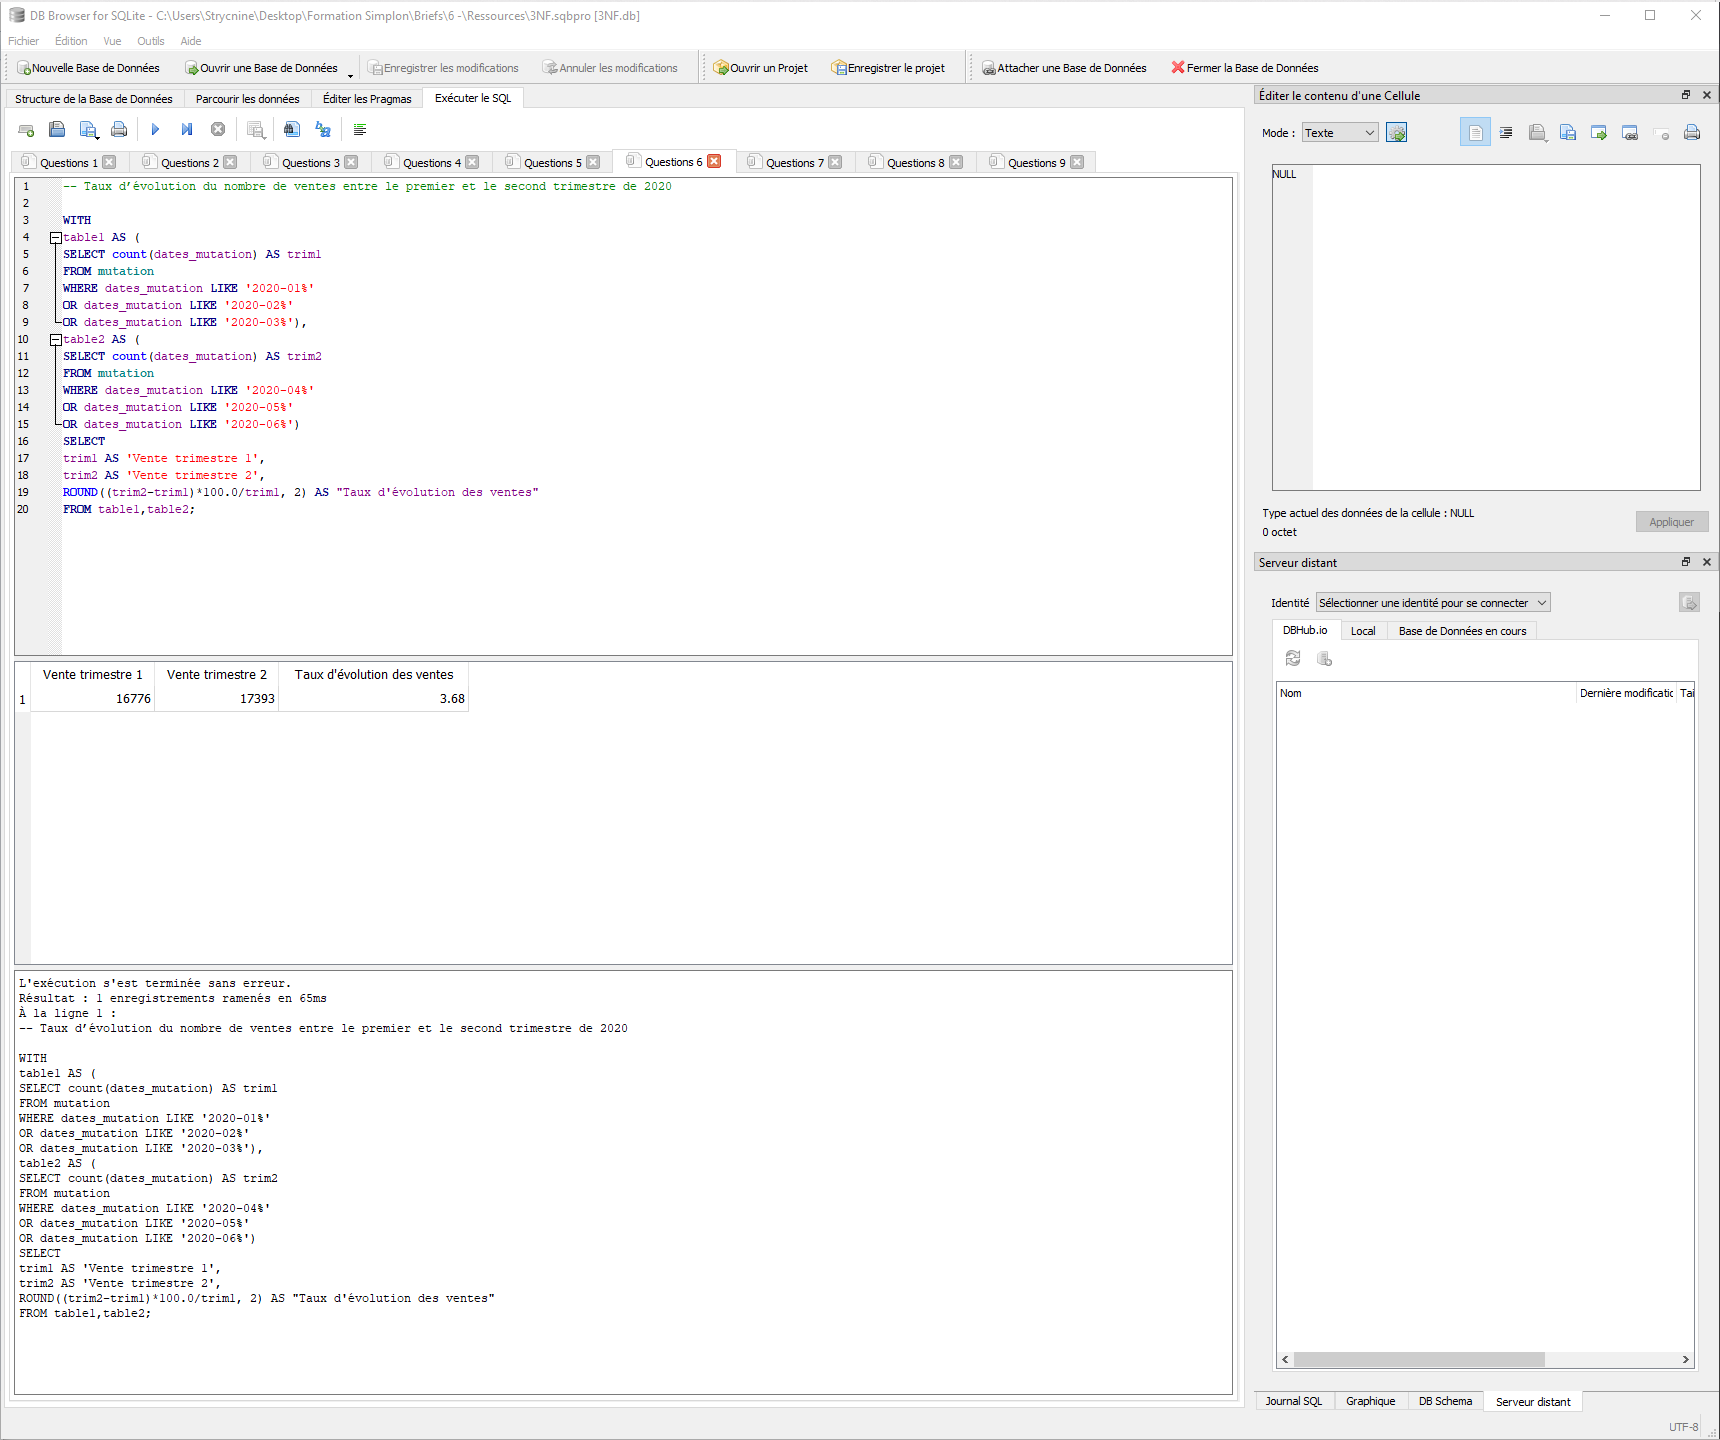 DB Browser for SQLite - C:\Users\Strycnine\Desktop\Formation Simplon\Briefs\6 -\Ressources\3NF.sqbpro [3NF.db]
Fichier Édition Vue Outils Aide
Nouvelle Base de Données Ouvrir une Base de Données Enregistrer les modifications Annuler les modifications Ouvrir un Projet Enregistrer le projet Attacher une Base de Données Fermer la Base de Données
Structure de la Base de Données Parcourir les données Éditer les Pragmas Exécuter le SQL
Questions 1 Questions 2 Questions 3 Questions 4 Questions 5 Questions 6 Questions 7 Questions 8 Questions 9
1 -- Taux d’évolution du nombre de ventes entre le premier et le second trimestre de 2020
2
3 WITH
4 table1 AS (
5 SELECT count(dates_mutation) AS trim1
6 FROM mutation
7 WHERE dates_mutation LIKE '2020-01%'
8 OR dates_mutation LIKE '2020-02%'
9 OR dates_mutation LIKE '2020-03%'),
10 table2 AS (
11 SELECT count(dates_mutation) AS trim2
12 FROM mutation
13 WHERE dates_mutation LIKE '2020-04%'
14 OR dates_mutation LIKE '2020-05%'
15 OR dates_mutation LIKE '2020-06%')
16 SELECT
17 trim1 AS 'Vente trimestre 1',
18 trim2 AS 'Vente trimestre 2',
19 ROUND((trim2-trim1)*100.0/trim1, 2) AS "Taux d'évolution des ventes"
20 FROM table1,table2;
Vente trimestre 1 Vente trimestre 2 Taux d'évolution des ventes
1 16776 17393 3.68
L'exécution s'est terminée sans erreur.
Résultat : 1 enregistrements ramenés en 65ms
À la ligne 1 :
-- Taux d’évolution du nombre de ventes entre le premier et le second trimestre de 2020
WITH
table1 AS (
SELECT count(dates_mutation) AS trim1
FROM mutation
WHERE dates_mutation LIKE '2020-01%'
OR dates_mutation LIKE '2020-02%'
OR dates_mutation LIKE '2020-03%'),
table2 AS (
SELECT count(dates_mutation) AS trim2
FROM mutation
WHERE dates_mutation LIKE '2020-04%'
OR dates_mutation LIKE '2020-05%'
OR dates_mutation LIKE '2020-06%')
SELECT
trim1 AS 'Vente trimestre 1',
trim2 AS 'Vente trimestre 2',
ROUND((trim2-trim1)*100.0/trim1, 2) AS "Taux d'évolution des ventes"
FROM table1,table2;
Éditer le contenu d'une Cellule
Mode : Texte
NULL
Type actuel des données de la cellule : NULL
0 octet
Appliquer
Serveur distant
Identité Sélectionner une identité pour se connecter
DBHub.io Local Base de Données en cours
Nom Dernière modificatic Tai
Journal SQL Graphique DB Schema Serveur distant
UTF-8